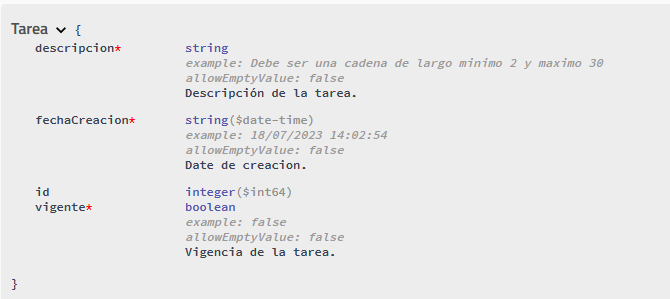 Tarea {
descripcion* string
example: Debe ser una cadena de largo minimo 2 y maximo 30
allowEmptyValue: false
Descripción de la tarea.
fechaCreacion* string($date-time)
example: 18/07/2023 14:02:54
allowEmptyValue: false
Date de creacion.
id integer($int64)
vigente* boolean
example: false
allowEmptyValue: false
Vigencia de la tarea.
}